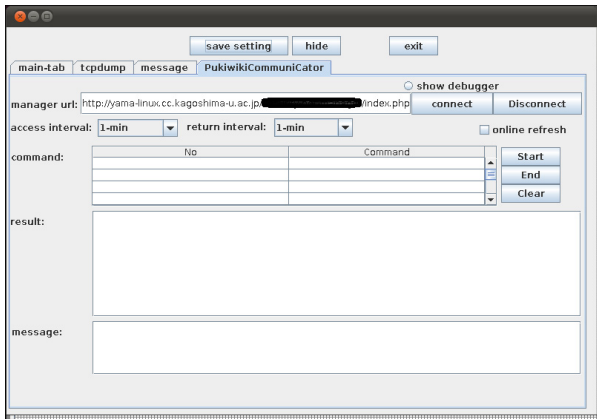 save setting hide exit
main-tab tcpdump message PukiwikiCommuniCator
show debugger
manager url: http://yama-linux.cc.kagoshima-u.ac.jp/ /index.php connect Disconnect
access interval: 1-min return interval: 1-min online refresh
command: No Command Start
End
Clear
result:
message: